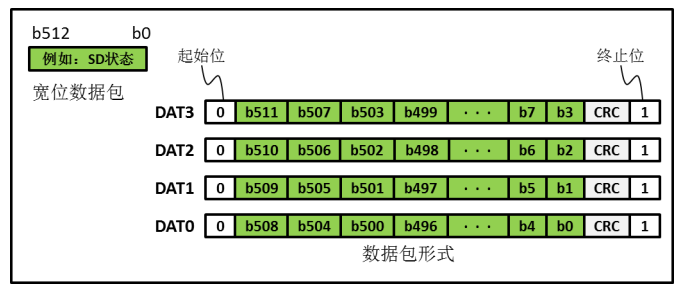 b512 b0
例如：SD状态
宽位数据包
起始位 终止位
DAT3 0 b511 b507 b503 b499 · · · b7 b3 CRC 1
DAT2 0 b510 b506 b502 b498 · · · b6 b2 CRC 1
DAT1 0 b509 b505 b501 b497 · · · b5 b1 CRC 1
DAT0 0 b508 b504 b500 b496 · · · b4 b0 CRC 1
数据包形式